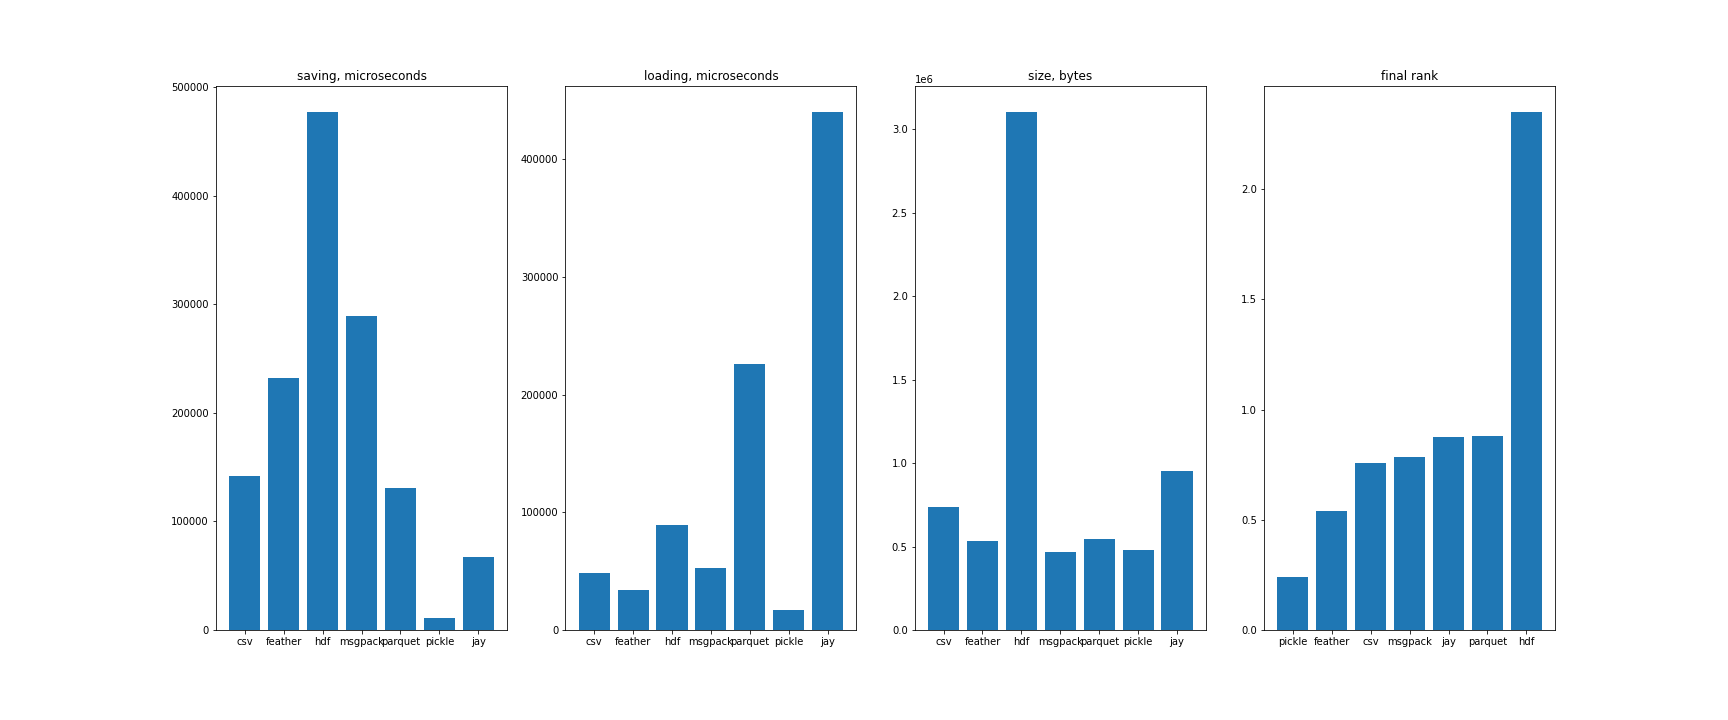 saving, microseconds
500000
400000
300000
200000
100000
0
csv feather hdf msgpack parquet pickle jay
loading, microseconds
400000
300000
200000
100000
0
csv feather hdf msgpack parquet pickle jay
size, bytes
1e6
3.0
2.5
2.0
1.5
1.0
0.5
0.0
csv feather hdf msgpack parquet pickle jay
final rank
2.0
1.5
1.0
0.5
0.0
pickle feather csv msgpack jay parquet hdf